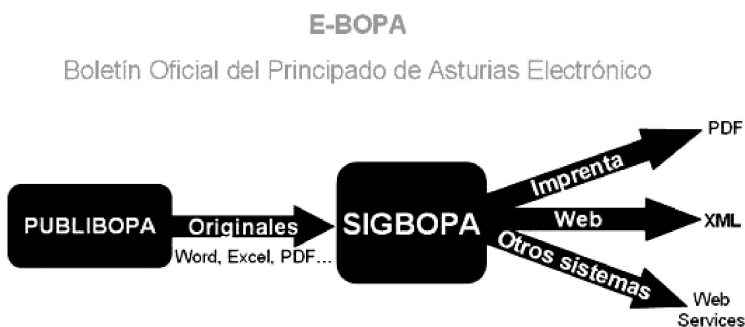 E-BOPA
Boletín Oficial del Principado de Asturias Electrónico
PUBLIBOPA
Originales
Word, Excel, PDF...
SIGBOPA
Imprenta
PDF
Web
XML
Otros sistemas
Web
Services